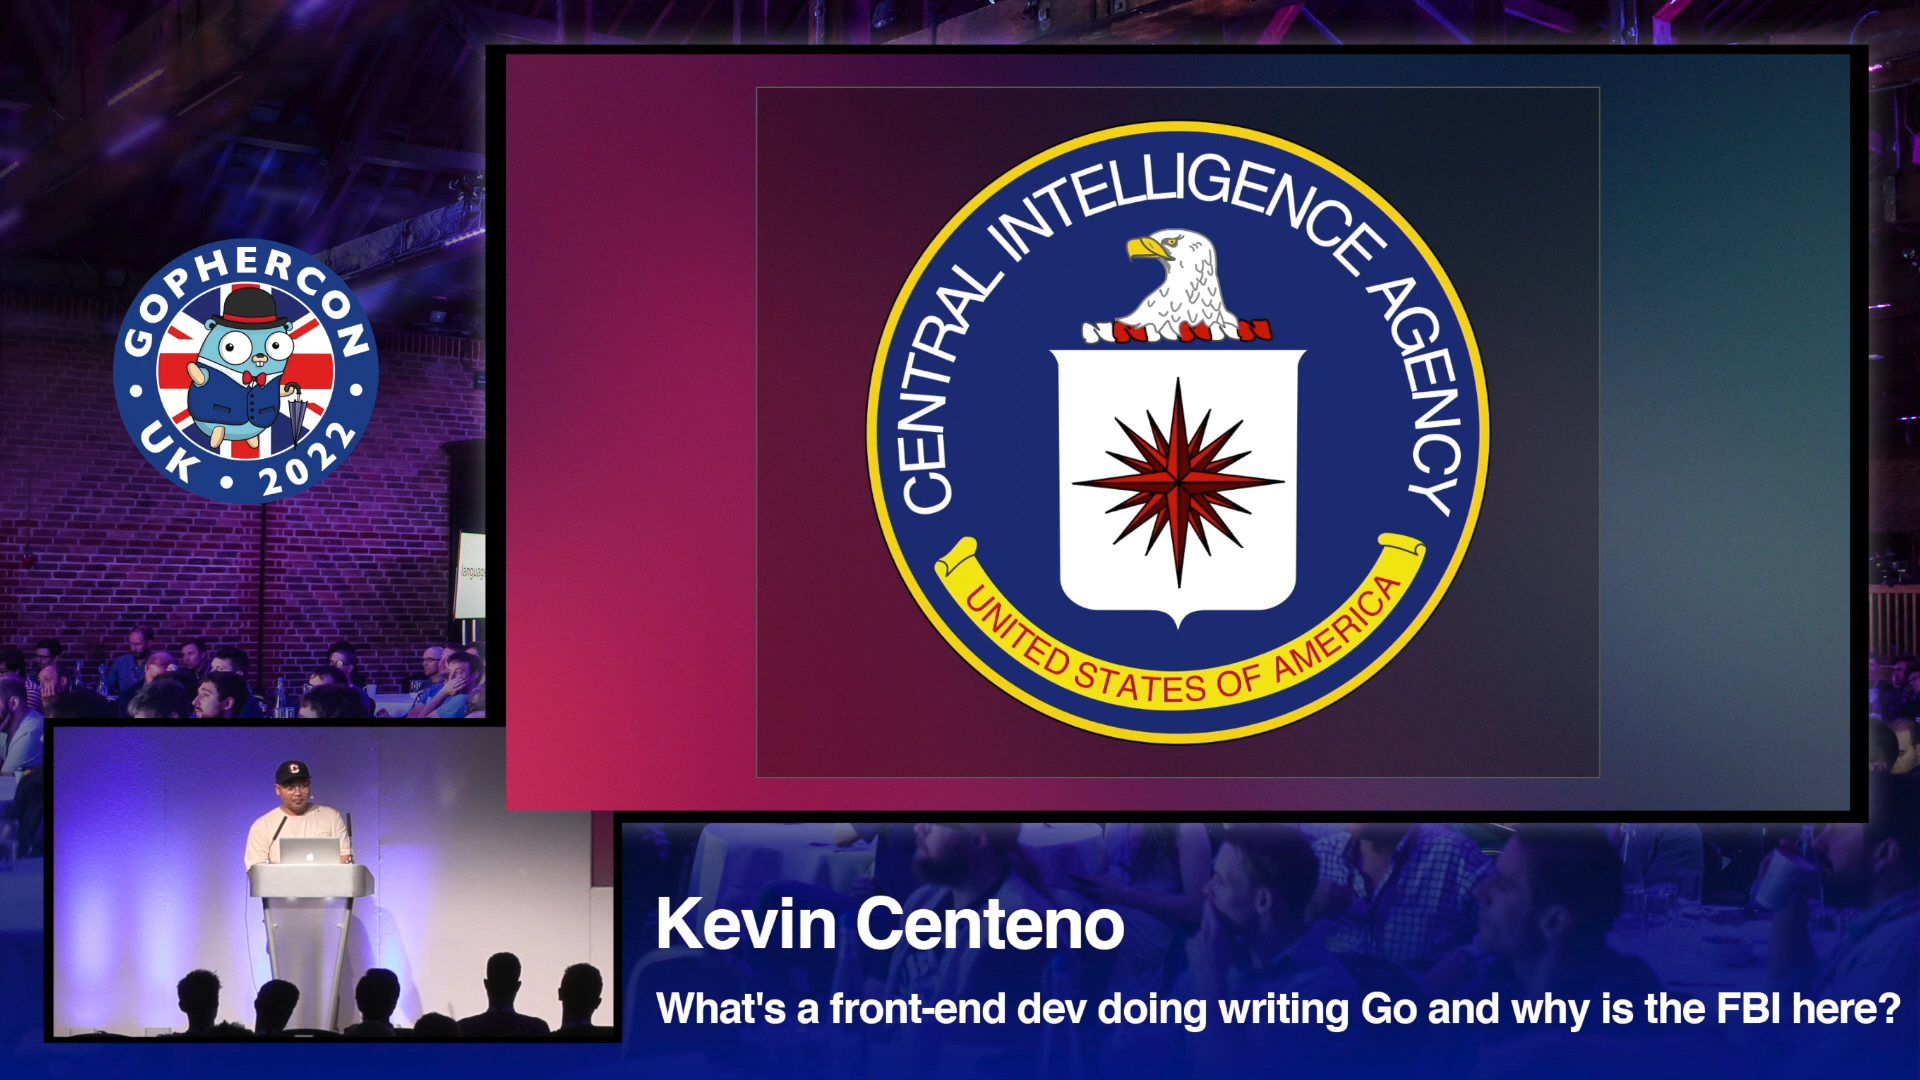 GOPHERCON
UK • 2022
CENTRAL INTELLIGENCE AGENCY
UNITED STATES OF AMERICA
language
Kevin Centeno
What's a front-end dev doing writing Go and why is the FBI here?